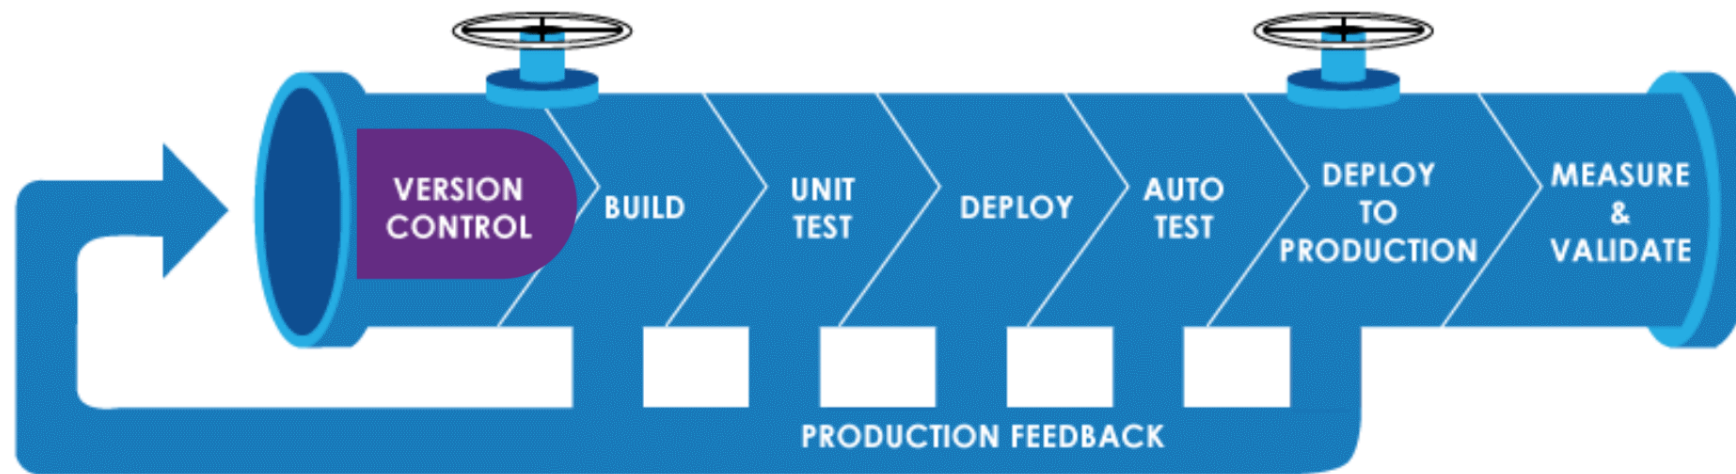 VERSION
CONTROL
BUILD
UNIT
TEST
DEPLOY
AUTO
TEST
DEPLOY
TO
PRODUCTION
MEASURE
&
VALIDATE
PRODUCTION FEEDBACK